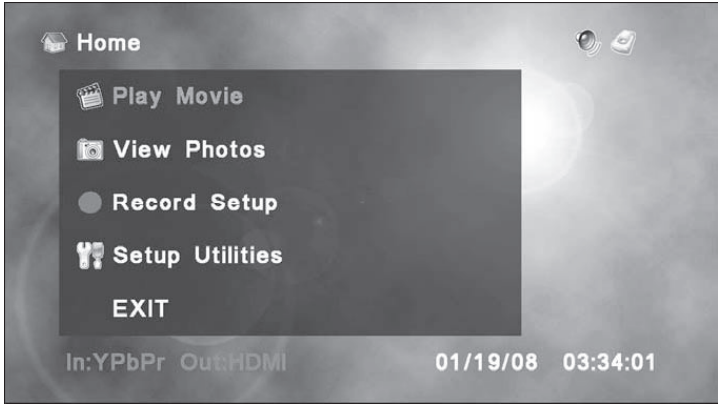 Home
Play Movie
View Photos
Record Setup
Setup Utilities
EXIT
In:YPbPr Out:HDMI 01/19/08 03:34:01